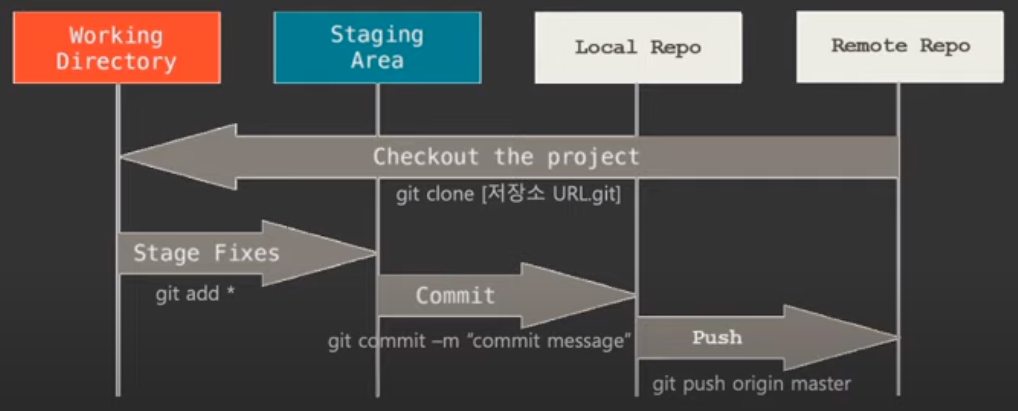 Working
Directory
Staging
Area
Local Repo
Remote Repo
Checkout the project
git clone [저장소 URL.git]
Stage Fixes
git add *
Commit
git commit –m “commit message”
Push
git push origin master